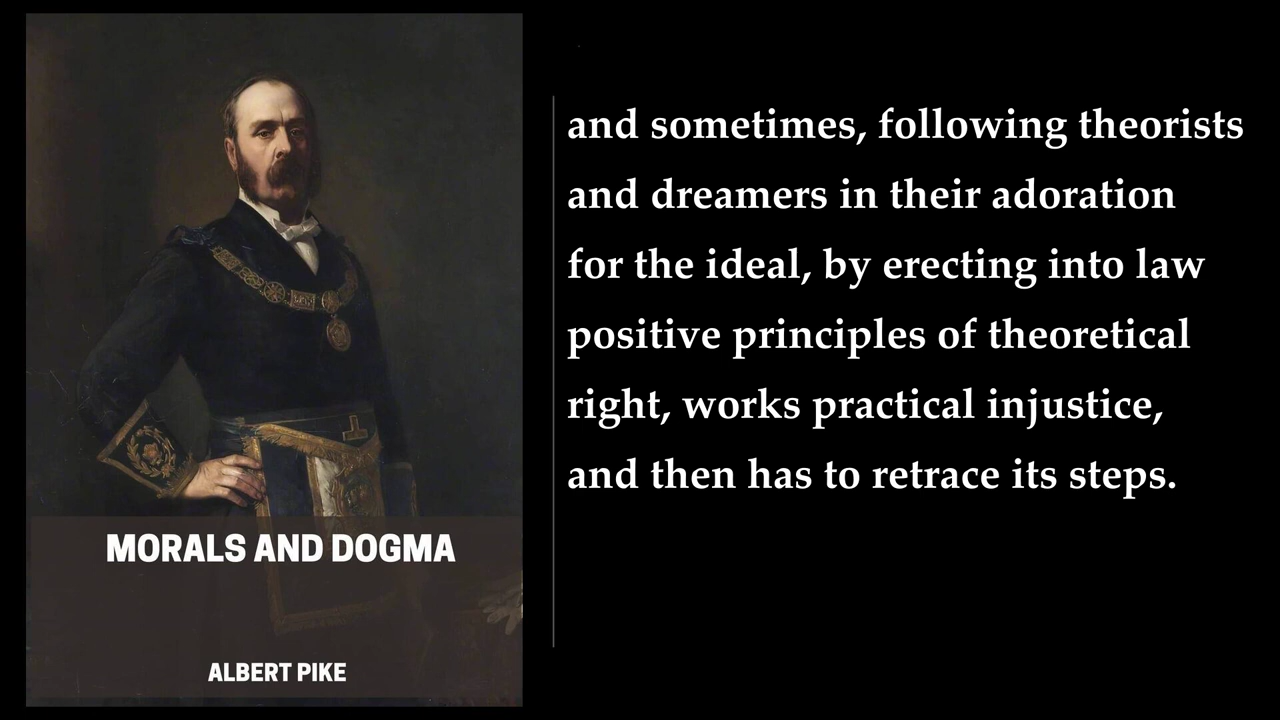 MORALS AND DOGMA
ALBERT PIKE
and sometimes, following theorists
and dreamers in their adoration
for the ideal, by erecting into law
positive principles of theoretical
right, works practical injustice,
and then has to retrace its steps.